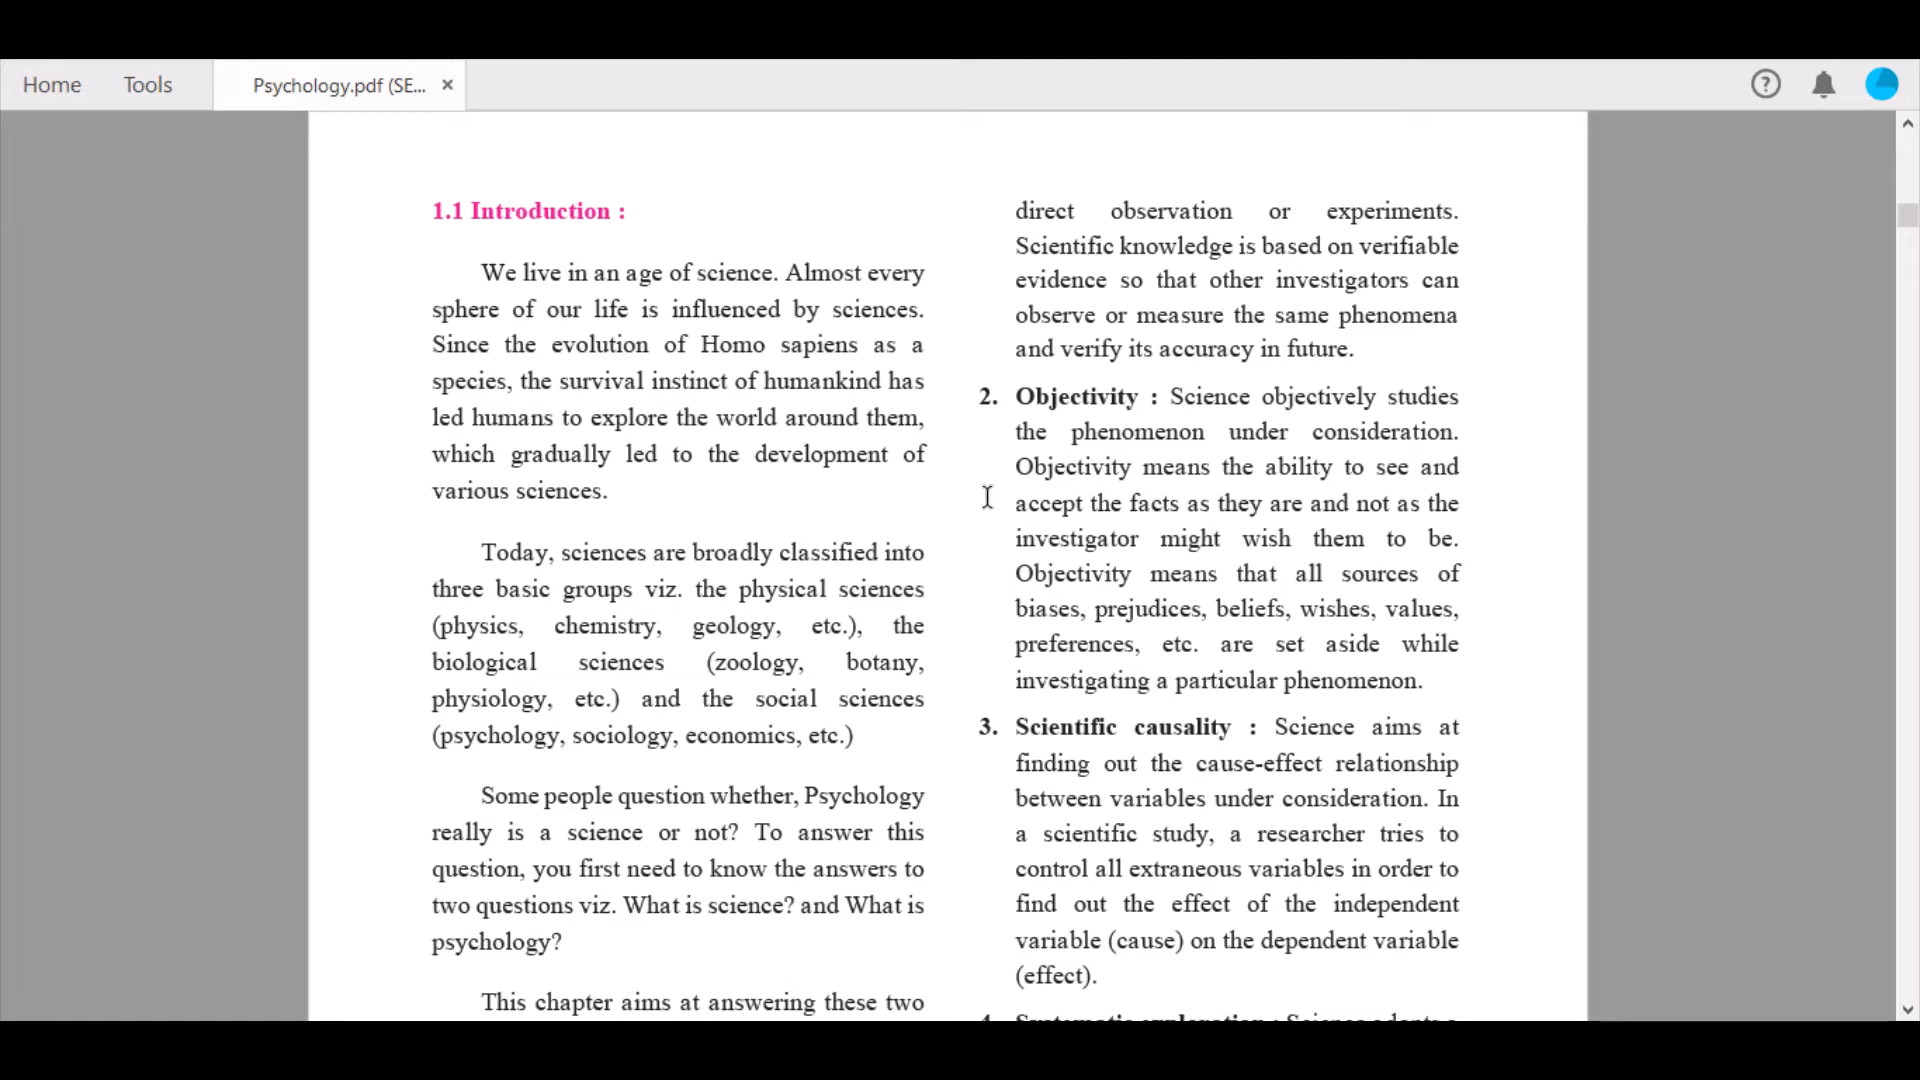 Home
Tools
Psychology.pdf (SE... ×
1.1 Introduction :
We live in an age of science. Almost every
sphere of our life is influenced by sciences.
Since the evolution of Homo sapiens as a
species, the survival instinct of humankind has
led humans to explore the world around them,
which gradually led to the development of
various sciences.
Today, sciences are broadly classified into
three basic groups viz. the physical sciences
(physics, chemistry, geology, etc.), the
biological sciences (zoology, botany,
physiology, etc.) and the social sciences
(psychology, sociology, economics, etc.)
Some people question whether, Psychology
really is a science or not? To answer this
question, you first need to know the answers to
two questions viz. What is science? and What is
psychology?
This chapter aims at answering these two
direct observation or experiments.
Scientific knowledge is based on verifiable
evidence so that other investigators can
observe or measure the same phenomena
and verify its accuracy in future.
2. Objectivity : Science objectively studies
the phenomenon under consideration.
Objectivity means the ability to see and
accept the facts as they are and not as the
investigator might wish them to be.
Objectivity means that all sources of
biases, prejudices, beliefs, wishes, values,
preferences, etc. are set aside while
investigating a particular phenomenon.
3. Scientific causality : Science aims at
finding out the cause-effect relationship
between variables under consideration. In
a scientific study, a researcher tries to
control all extraneous variables in order to
find out the effect of the independent
variable (cause) on the dependent variable
(effect).
4. Systematic exploration : Science adopts a